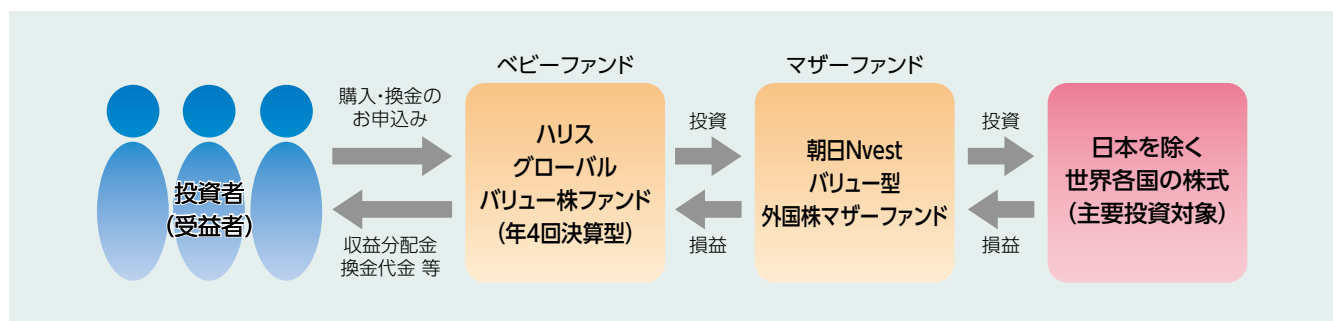 ベビーファンド
マザーファンド
投資者
(受益者)
購入・換金の
お申込み
収益分配金
換金代金 等
ハリス
グローバル
バリュー株ファンド
(年4回決算型)
投資
損益
朝日Nvest
バリュー型
外国株マザーファンド
投資
損益
日本を除く
世界各国の株式
(主要投資対象)